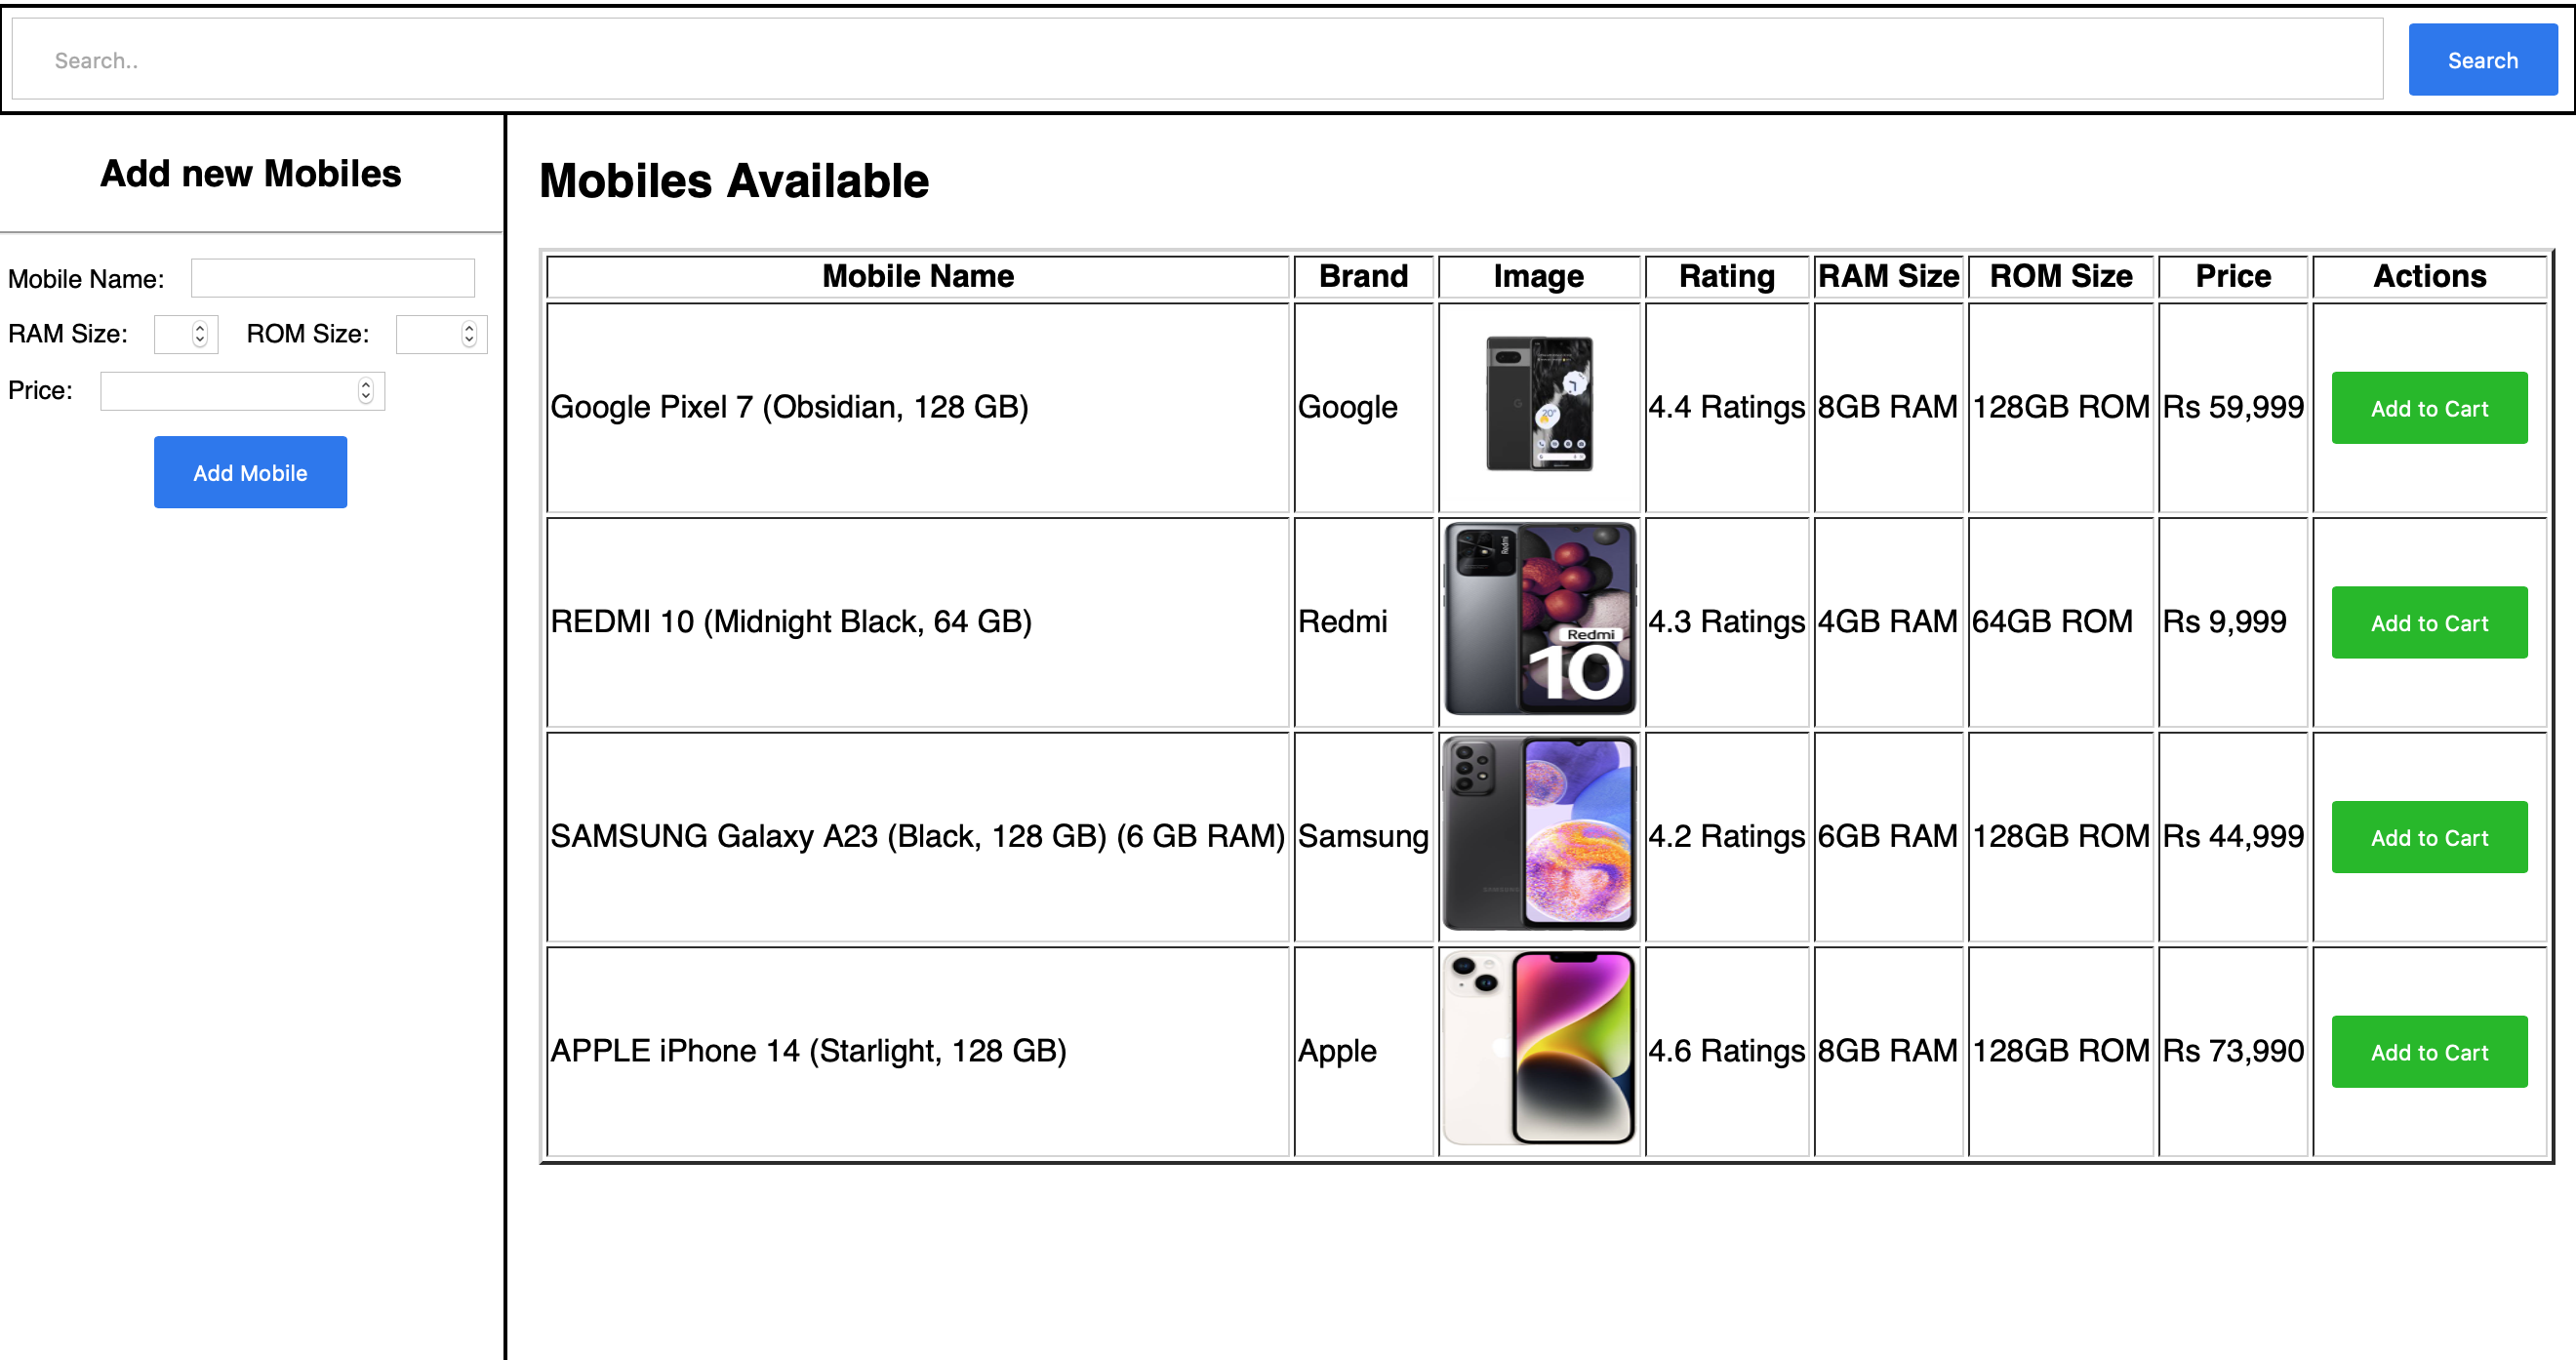 Search..
Search
Add new Mobiles
Mobile Name:
RAM Size: ROM Size:
Price:
Add Mobile
Mobiles Available
Mobile Name Brand Image Rating RAM Size ROM Size Price Actions
Google Pixel 7 (Obsidian, 128 GB) Google 4.4 Ratings 8GB RAM 128GB ROM Rs 59,999 Add to Cart
20°
REDMI 10 (Midnight Black, 64 GB) Redmi 4.3 Ratings 4GB RAM 64GB ROM Rs 9,999 Add to Cart
Redmi
Redmi
10
SAMSUNG Galaxy A23 (Black, 128 GB) (6 GB RAM) Samsung 4.2 Ratings 6GB RAM 128GB ROM Rs 44,999 Add to Cart
SAMSUNG
APPLE iPhone 14 (Starlight, 128 GB) Apple 4.6 Ratings 8GB RAM 128GB ROM Rs 73,990 Add to Cart